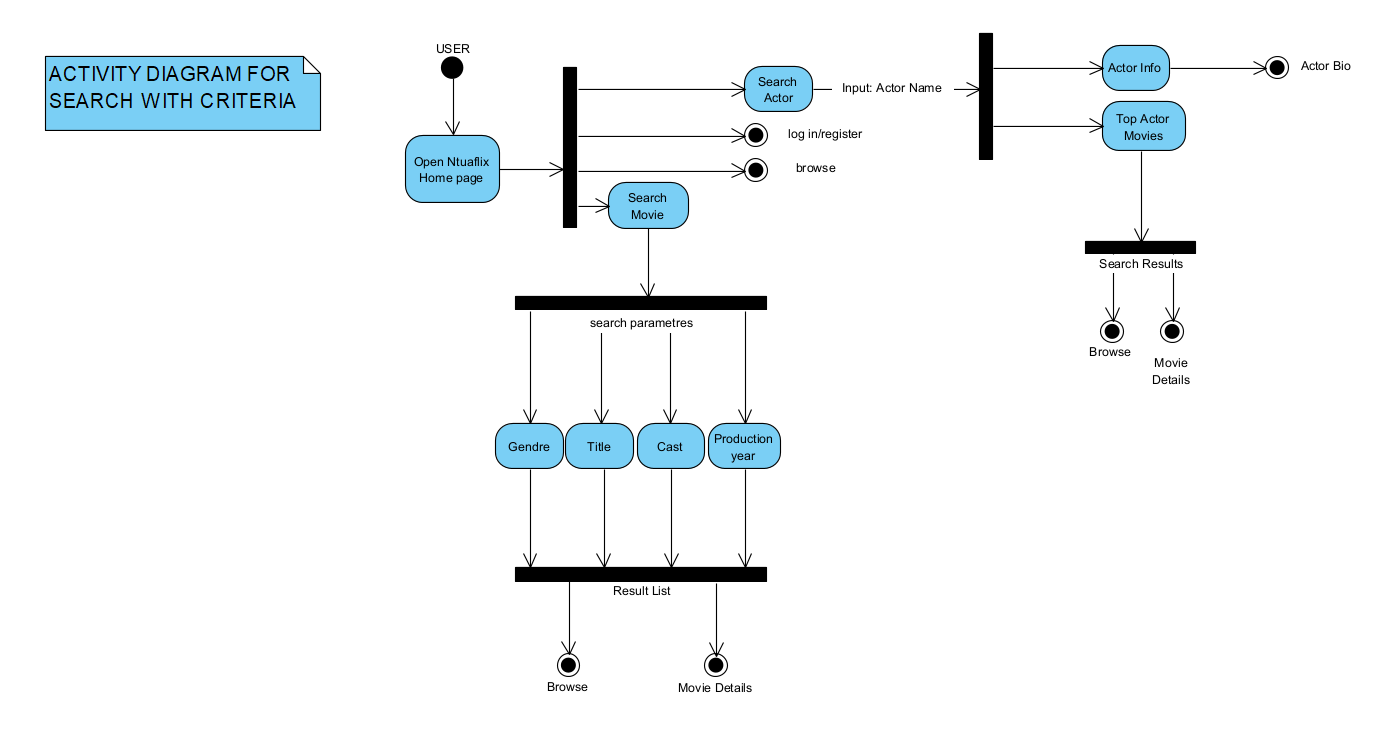 ACTIVITY DIAGRAM FOR
SEARCH WITH CRITERIA
USER
Open Ntuaflix
Home page
Search
Actor
Input: Actor Name
log in/register
browse
Search
Movie
Actor Info
Actor Bio
Top Actor
Movies
Search Results
Browse
Movie
Details
search parametres
Gendre
Title
Cast
Production
year
Result List
Browse
Movie Details